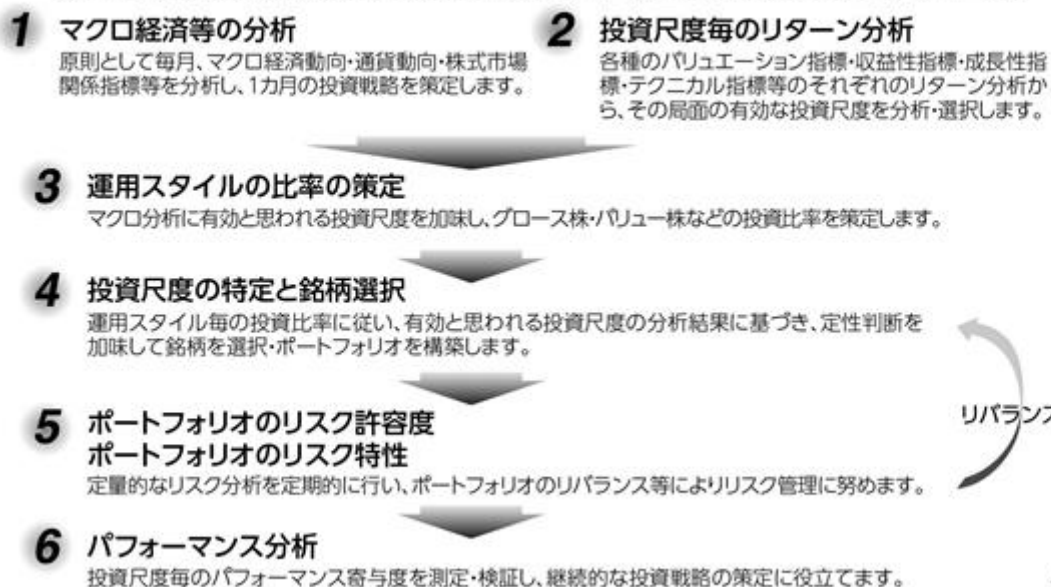 1 マクロ経済等の分析
原則として毎月、マクロ経済動向・通貨動向・株式市場
関係指標等を分析し、1カ月の投資戦略を策定します。
2 投資尺度毎のリターン分析
各種のバリュエーション指標・収益性指標・成長性指
標・テクニカル指標等のそれぞれのリターン分析か
ら、その局面の有効な投資尺度を分析・選択します。
3 運用スタイルの比率の策定
マクロ分析に有効と思われる投資尺度を加味し、グロース株・バリュー株などの投資比率を策定します。
4 投資尺度の特定と銘柄選択
運用スタイル毎の投資比率に従い、有効と思われる投資尺度の分析結果に基づき、定性判断を
加味して銘柄を選択・ポートフォリオを構築します。
リバランス
5 ポートフォリオのリスク許容度
ポートフォリオのリスク特性
定量的なリスク分析を定期的に行い、ポートフォリオのリバランス等によりリスク管理に努めます。
6 パフォーマンス分析
投資尺度毎のパフォーマンス寄与度を測定・検証し、継続的な投資戦略の策定に役立てます。